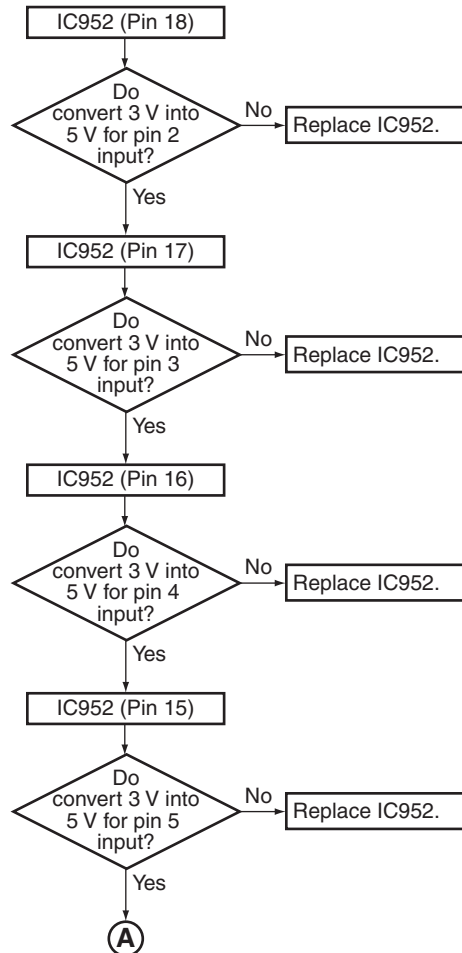 IC952 (Pin 18)
Do
convert 3 V into
5 V for pin 2
input?
No
Replace IC952.
Yes
IC952 (Pin 17)
Do
convert 3 V into
5 V for pin 3
input?
No
Replace IC952.
Yes
IC952 (Pin 16)
Do
convert 3 V into
5 V for pin 4
input?
No
Replace IC952.
Yes
IC952 (Pin 15)
Do
convert 3 V into
5 V for pin 5
input?
No
Replace IC952.
Yes
A